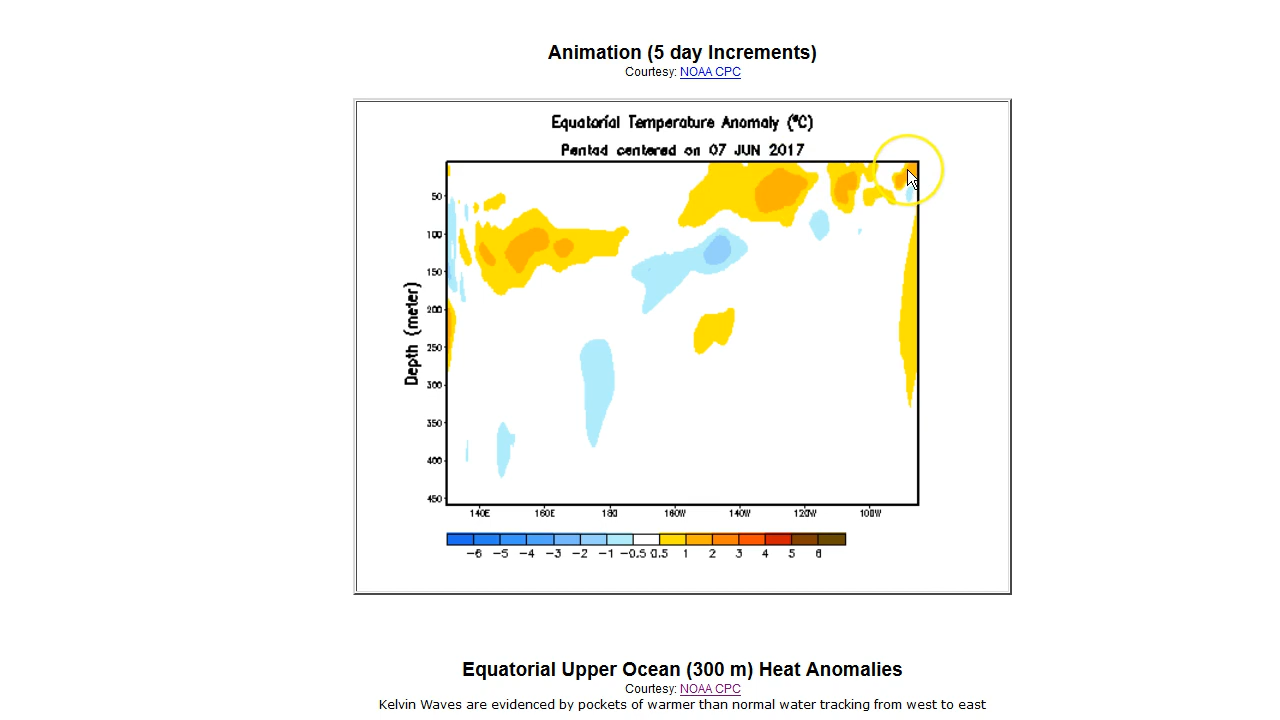 Animation (5 day Increments)
Courtesy: NOAA CPC
Equatorial Temperature Anomaly (°C)
Pentad centered on 07 JUN 2017
50
100
150
200
250
300
350
400
450
Depth (meter)
140E 160E 180 160W 140W 120W 100W
-6 -5 -4 -3 -2 -1 -0.5 0.5 1 2 3 4 5 6
Equatorial Upper Ocean (300 m) Heat Anomalies
Courtesy: NOAA CPC
Kelvin Waves are evidenced by pockets of warmer than normal water tracking from west to east